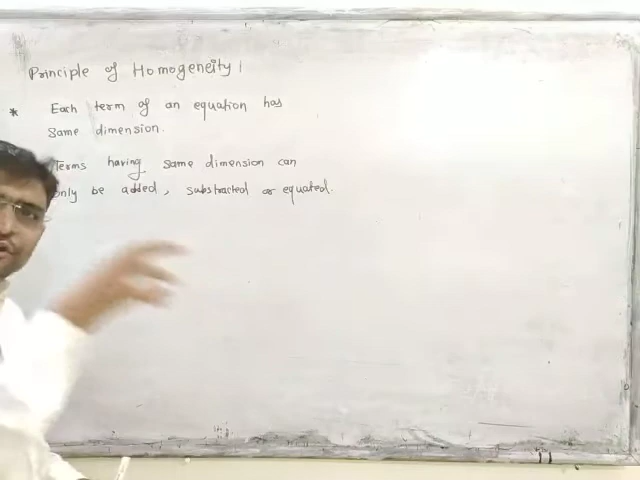 Principle of Homogeneity !
* Each term of an equation has
same dimension.
Terms having same dimension can
only be added, substracted or equated.